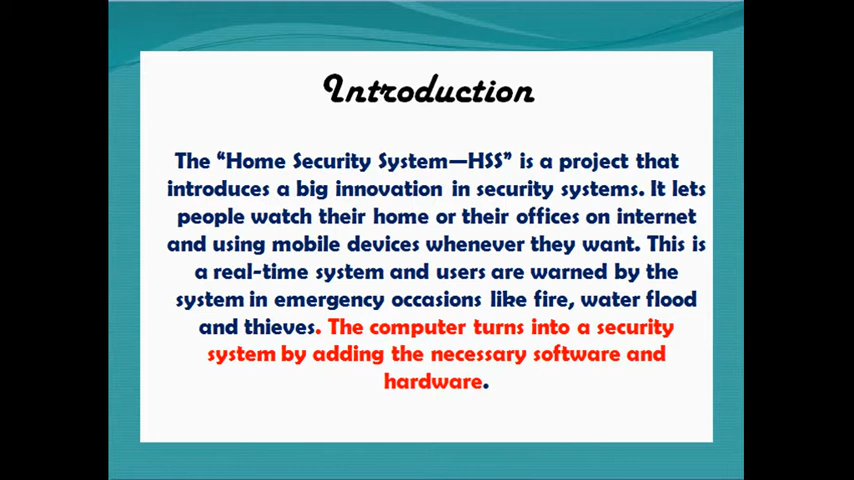 Introduction
The “Home Security System—HSS” is a project that
introduces a big innovation in security systems. It lets
people watch their home or their offices on internet
and using mobile devices whenever they want. This is
a real-time system and users are warned by the
system in emergency occasions like fire, water flood
and thieves. The computer turns into a security
system by adding the necessary software and
hardware.